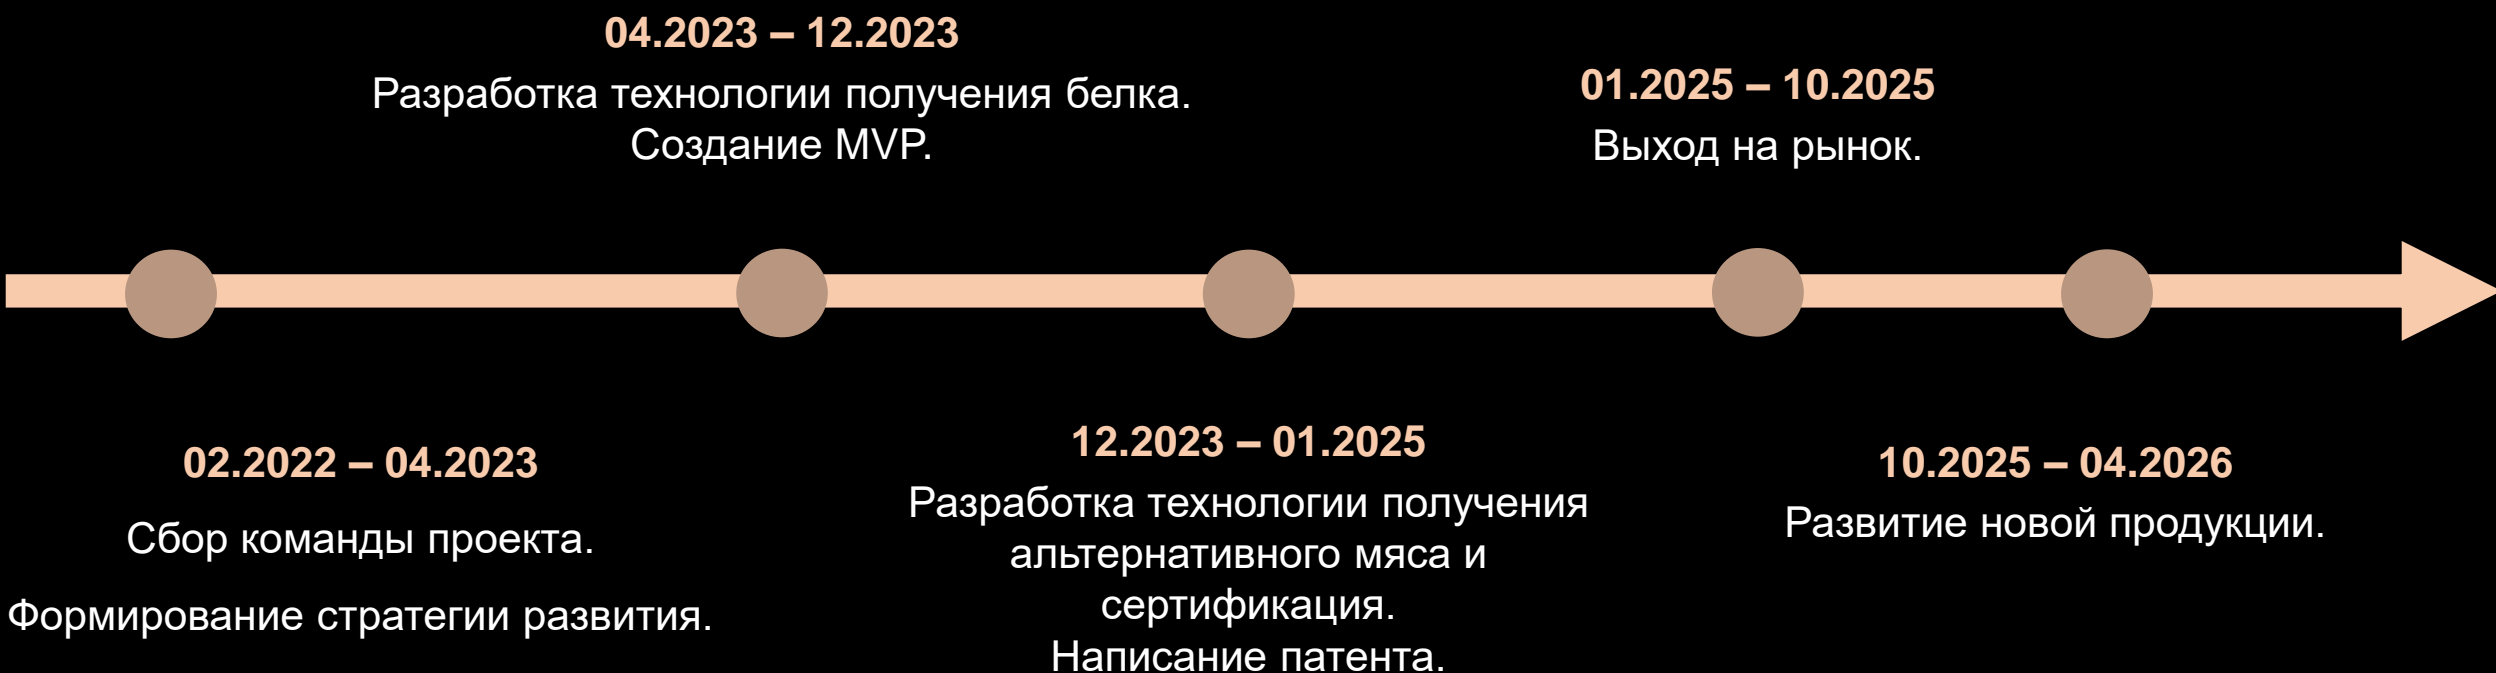 04.2023 – 12.2023
Разработка технологии получения белка.
Создание MVP.
01.2025 – 10.2025
Выход на рынок.
02.2022 – 04.2023
Сбор команды проекта.
Формирование стратегии развития.
12.2023 – 01.2025
Разработка технологии получения
альтернативного мяса и
сертификация.
Написание патента.
10.2025 – 04.2026
Развитие новой продукции.